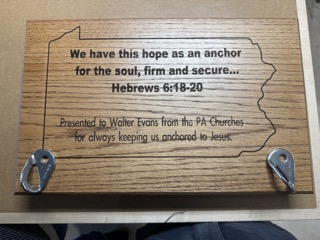 We have this hope as an anchor
for the soul, firm and secure...
Hebrews 6:18-20
Presented to Walter Evans from the PA Churches
for always keeping us anchored to Jesus.